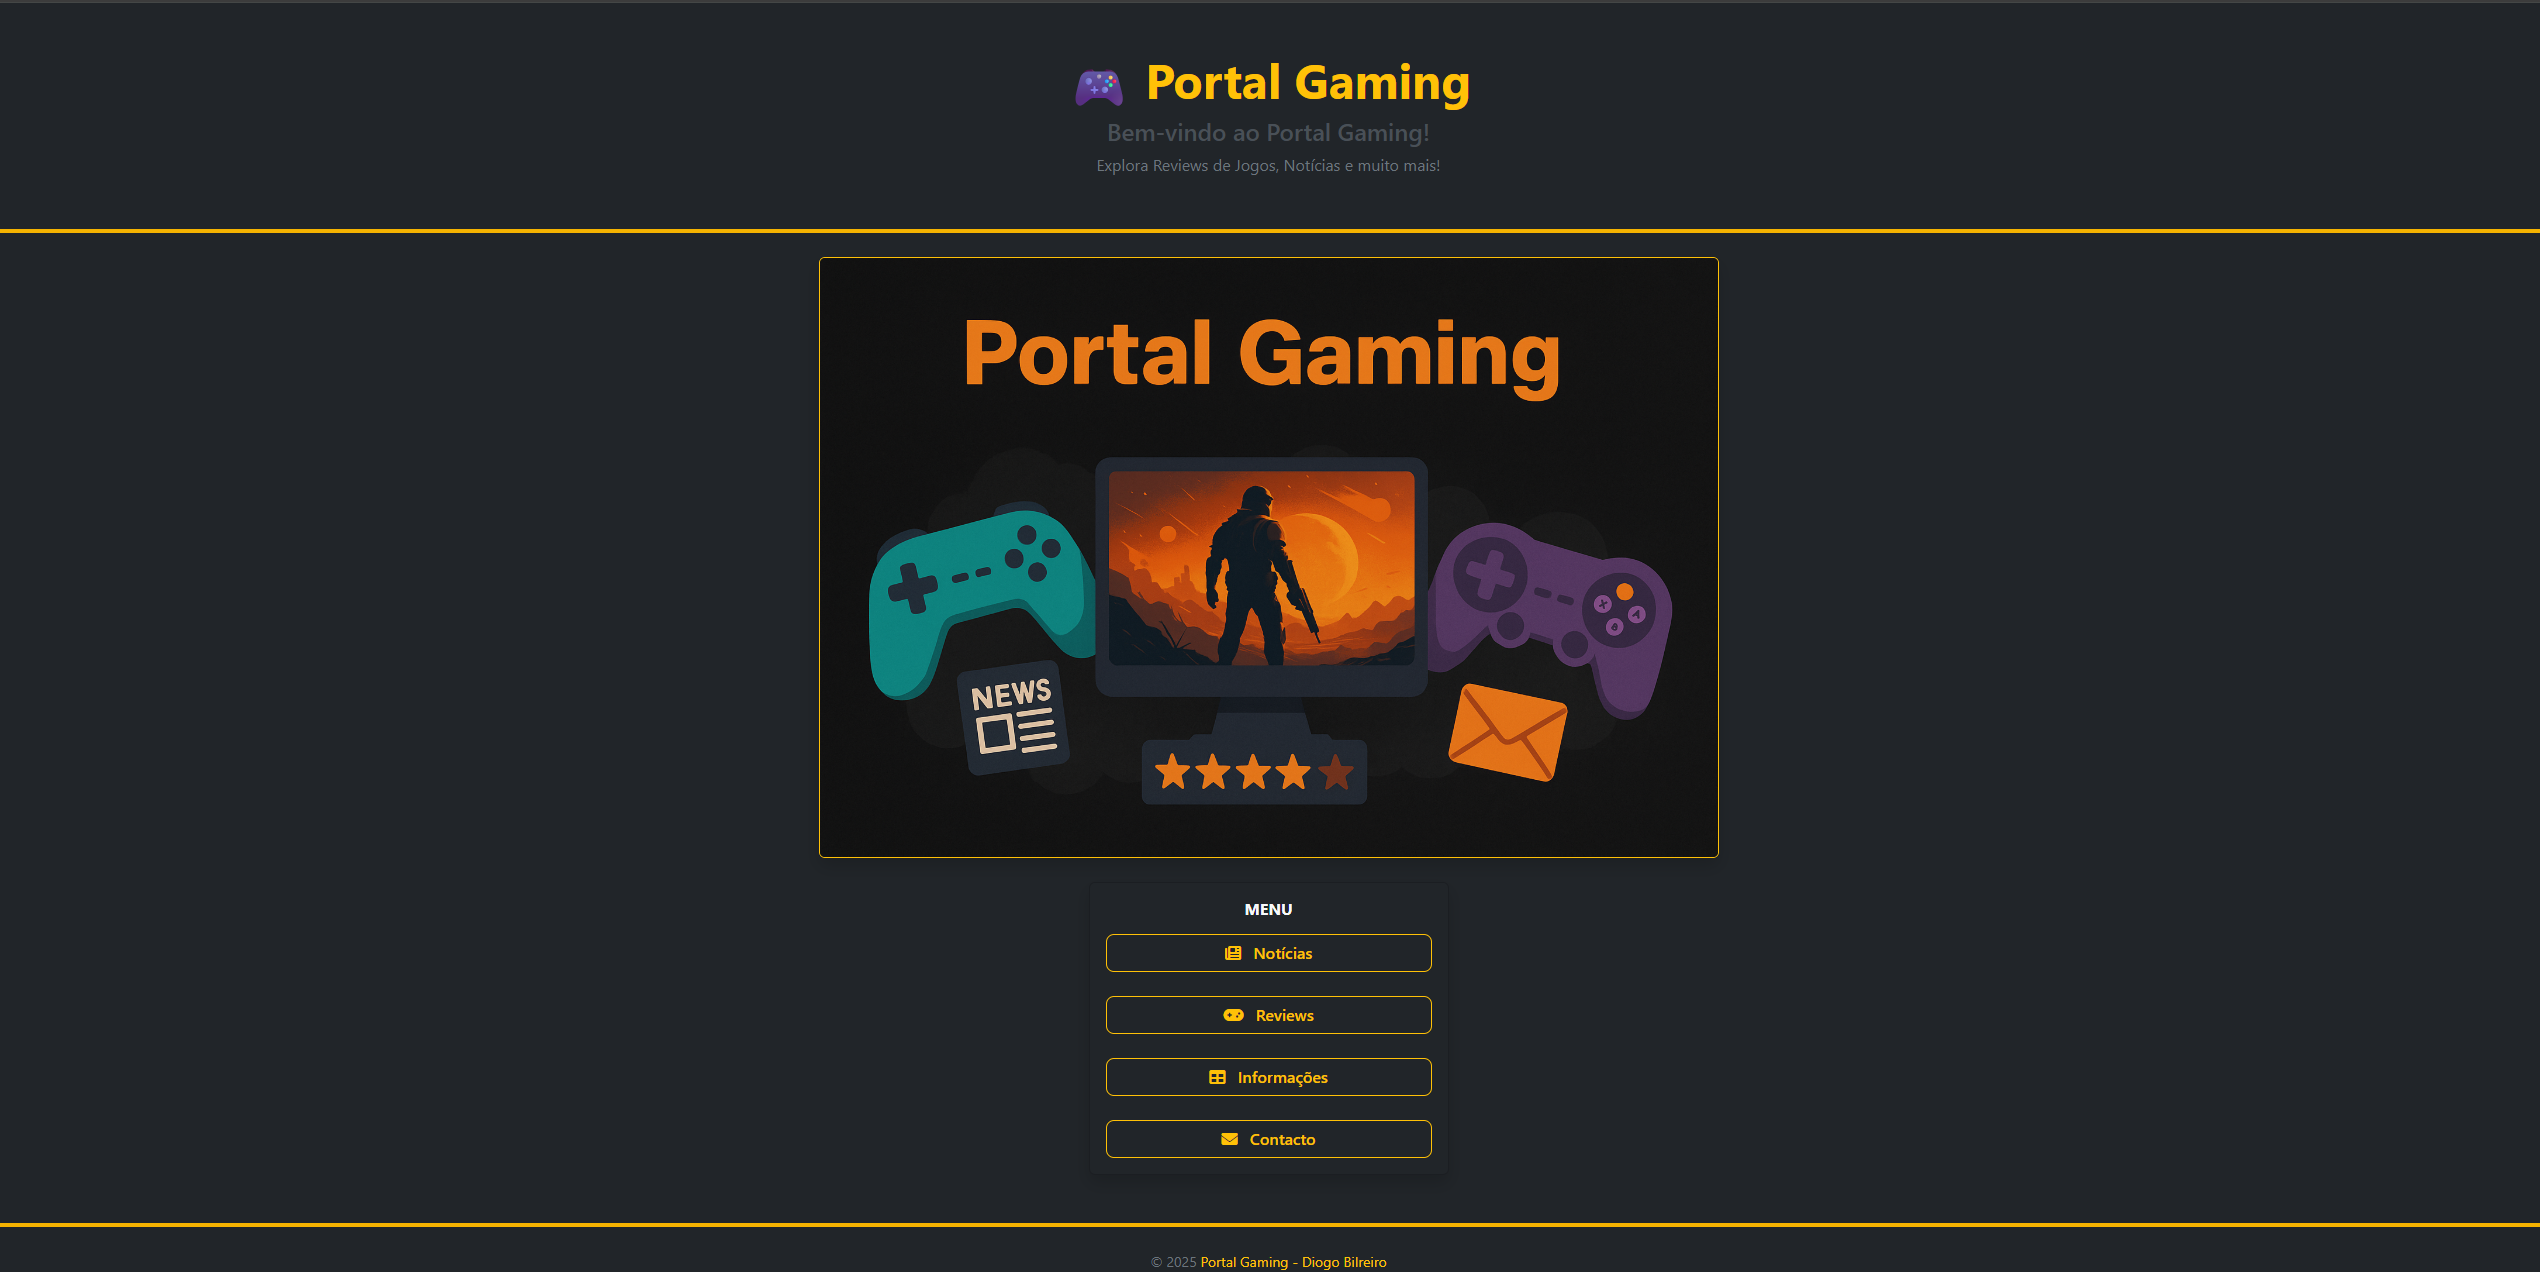 Portal Gaming
Bem-vindo ao Portal Gaming!
Explora Reviews de Jogos, Notícias e muito mais!
Portal Gaming
NEWS
MENU
Notícias
Reviews
Informações
Contacto
© 2025 Portal Gaming - Diogo Bilreiro